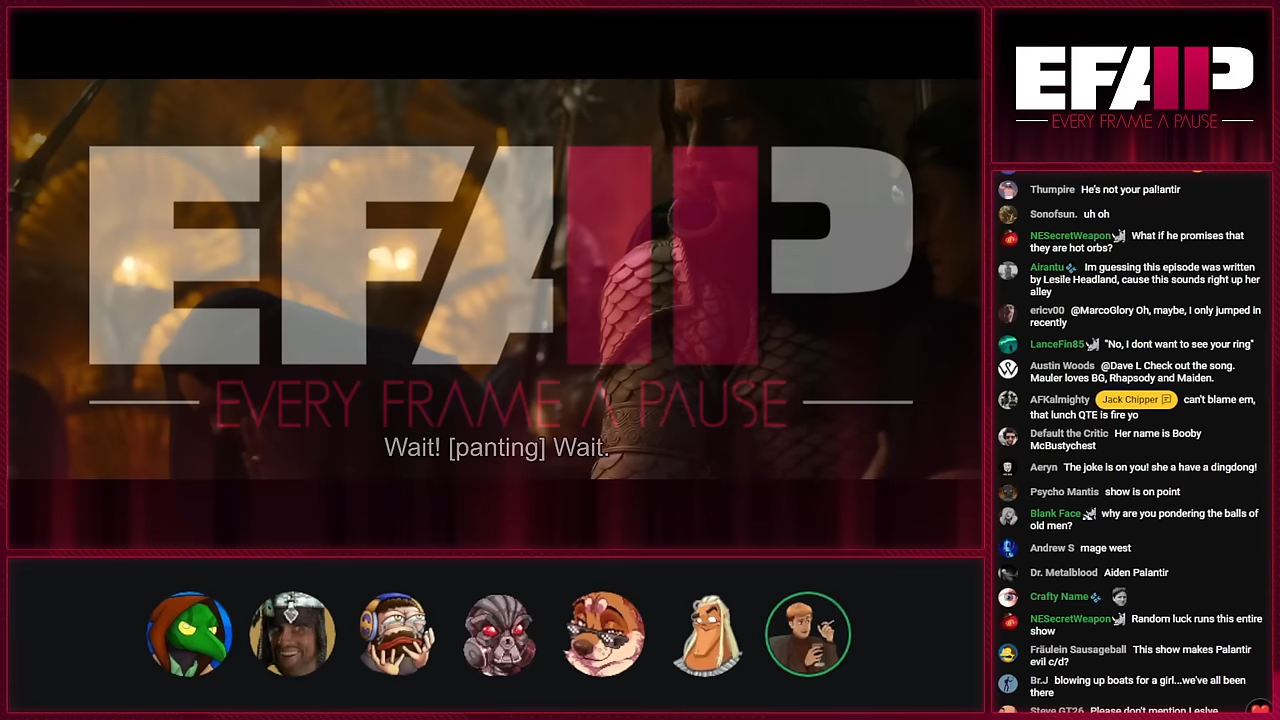 EFAP
EVERY FRAME A PAUSE
Wait! [panting] Wait.
EFAP
EVERY FRAME A PAUSE
Thumpire He's not your pal!antir
Sonofsun. uh oh
NESecretWeapon What if he promises that
they are hot orbs?
Airantu Im guessing this episode was written
by Lesile Headland, cause this sounds right up her
alley
ericv00 @MarcoGlory Oh, maybe, I only jumped in
recently
LanceFin85 "No, I dont want to see your ring"
Austin Woods @Dave L Check out the song.
Mauler loves BG, Rhapsody and Maiden.
AFKalmighty Jack Chipper can't blame em,
that lunch QTE is fire yo
Default the Critic Her name is Booby
McBustychest
Aeryn The joke is on you! she a have a dingdong!
Psycho Mantis show is on point
Blank Face why are you pondering the balls of
old men?
Andrew S mage west
Dr. Metalblood Aiden Palantir
Crafty Name
NESecretWeapon Random luck runs this entire
show
Fräulein Sausageball This show makes Palantir
evil c/d?
Br.J blowing up boats for a girl...we've all been
there
Steve GT26 Please don't mention Leslye